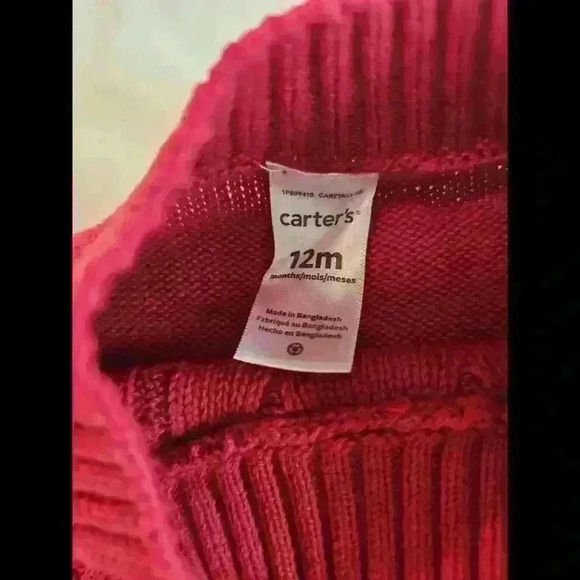 carter's®
12m
months/mois/meses
Made in Bangladesh
Fabriqué au Bangladesh
Hecho en Bangladesh